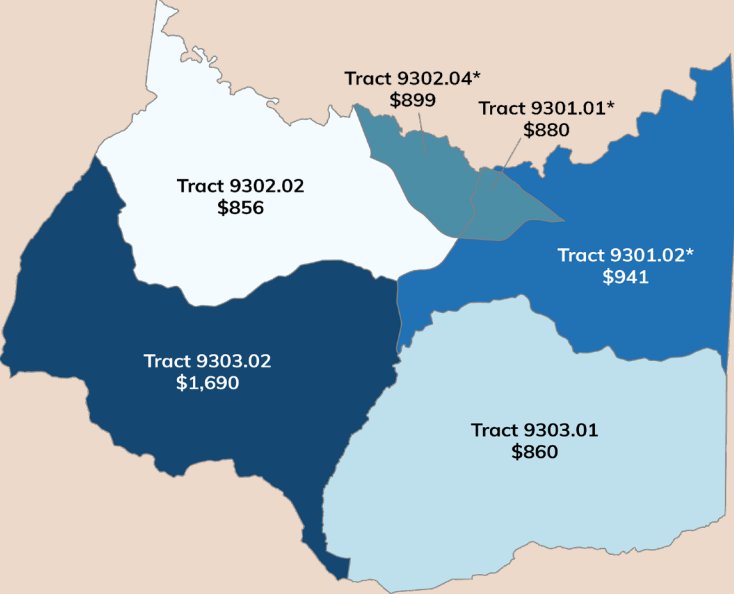 Tract 9302.04*
$899
Tract 9301.01*
$880
Tract 9302.02
$856
Tract 9301.02*
$941
Tract 9303.02
$1,690
Tract 9303.01
$860